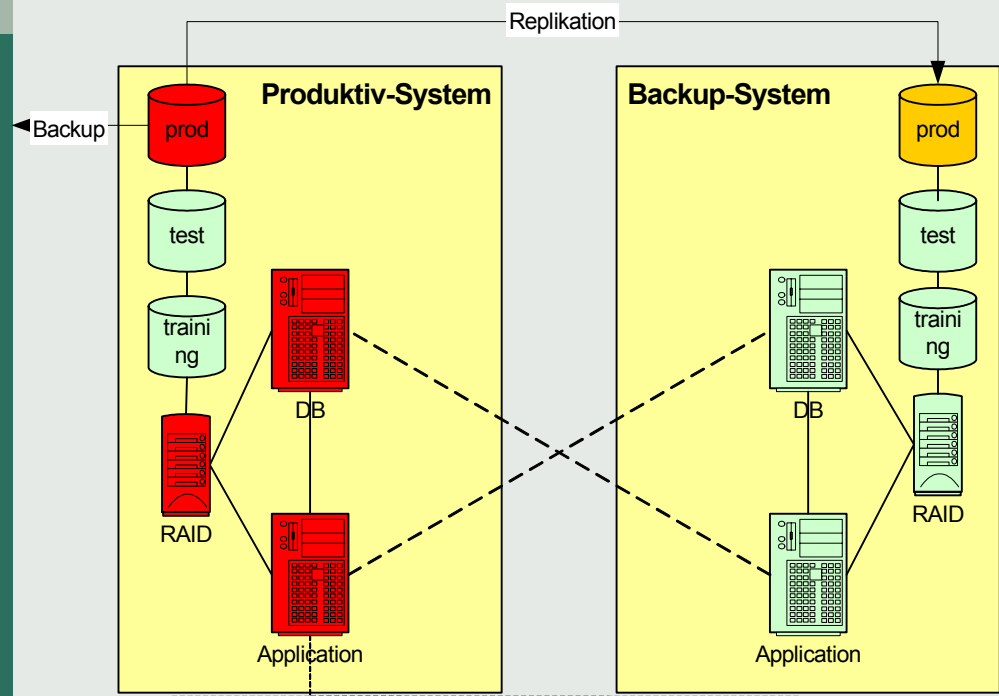 Replikation
Produktiv-System
Backup-System
Backup
prod
prod
test
test
traini
ng
traini
ng
DB
DB
RAID
RAID
Application
Application